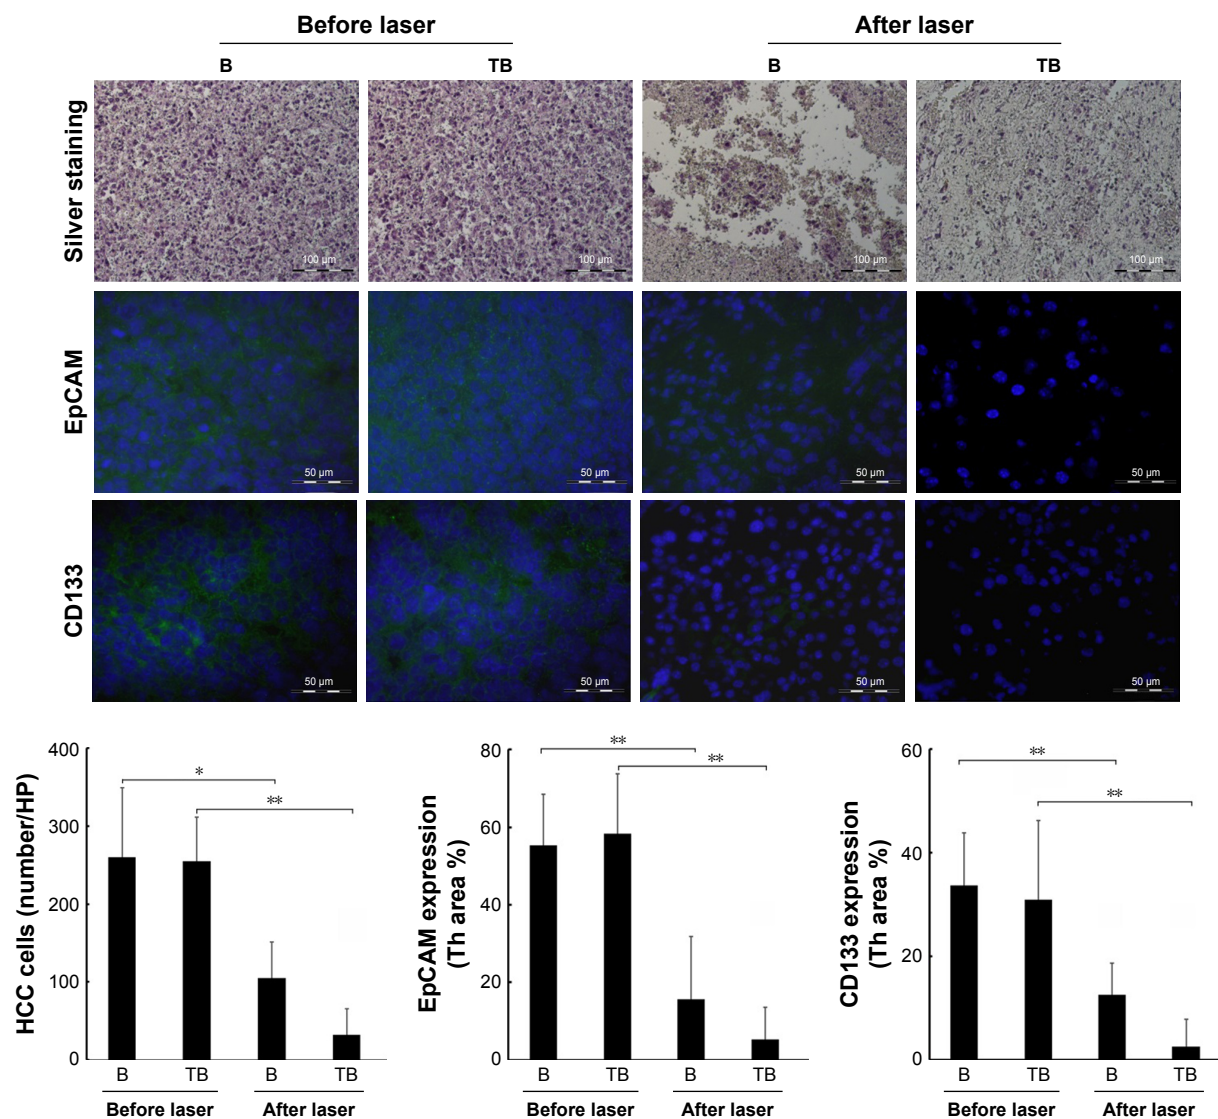 Before laser
After laser
B
TB
B
TB
Silver staining
100 µm
100 µm
100 µm
100 µm
EpCAM
50 µm
50 µm
50 µm
50 µm
CD133
50 µm
50 µm
50 µm
50 µm
HCC cells (number/HP)
400
300
200
100
0
*
**
B
TB
B
TB
Before laser
After laser
EpCAM expression
(Th area %)
80
60
40
20
0
**
**
B
TB
B
TB
Before laser
After laser
CD133 expression
(Th area %)
60
40
20
0
**
**
B
TB
B
TB
Before laser
After laser